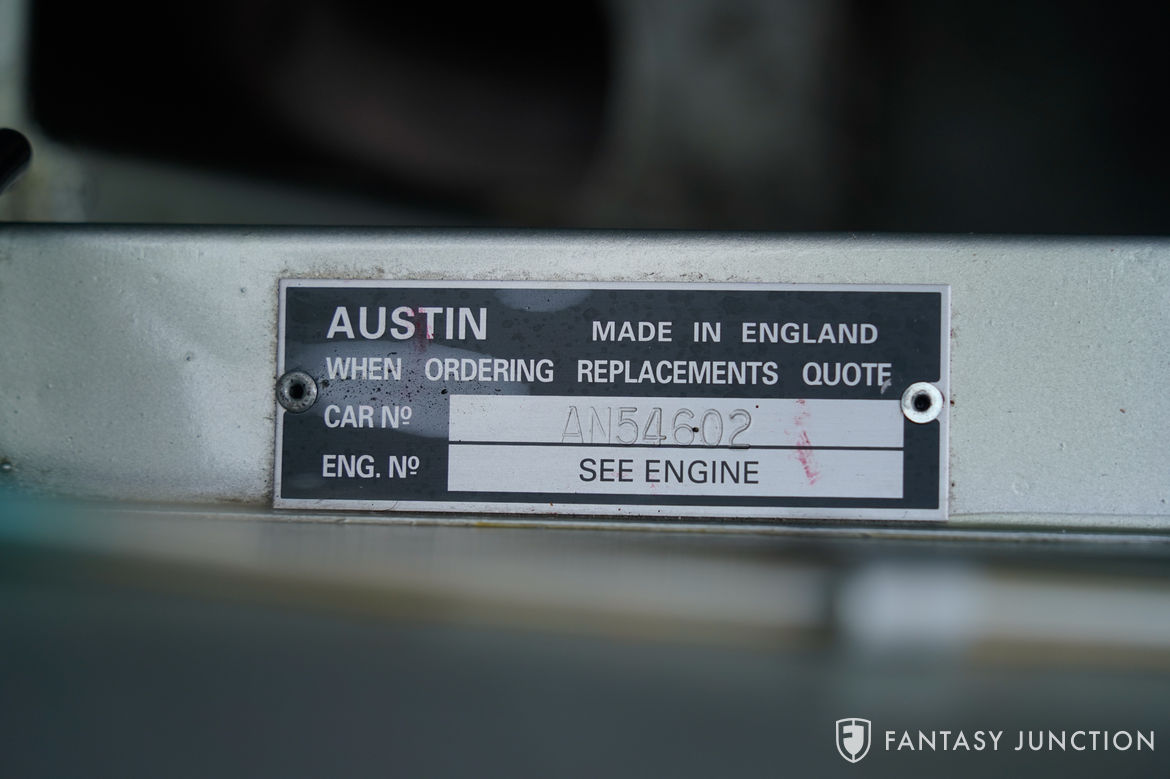 AUSTIN MADE IN ENGLAND
WHEN ORDERING REPLACEMENTS QUOTE
CAR Nº AN54602
ENG. Nº SEE ENGINE
FANTASY JUNCTION